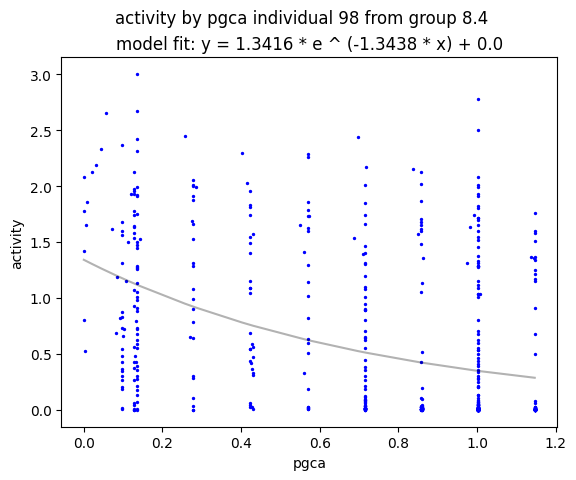 activity by pgca individual 98 from group 8.4
model fit: y = 1.3416 * e ^ (-1.3438 * x) + 0.0
3.0
2.5
2.0
1.5
1.0
0.5
0.0
activity
0.0 0.2 0.4 0.6 0.8 1.0 1.2
pgca